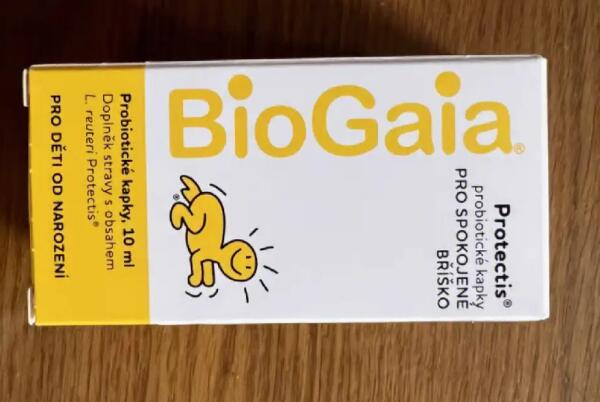 BioGaia®
Protectis®
probiotické kapky
PRO SPOKOJENÉ
BŘÍŠKO
Probiotické kapky, 10 ml
Doplněk stravy s obsahem
L. reuteri Protectis®
PRO DĚTI OD NAROZENÍ
®